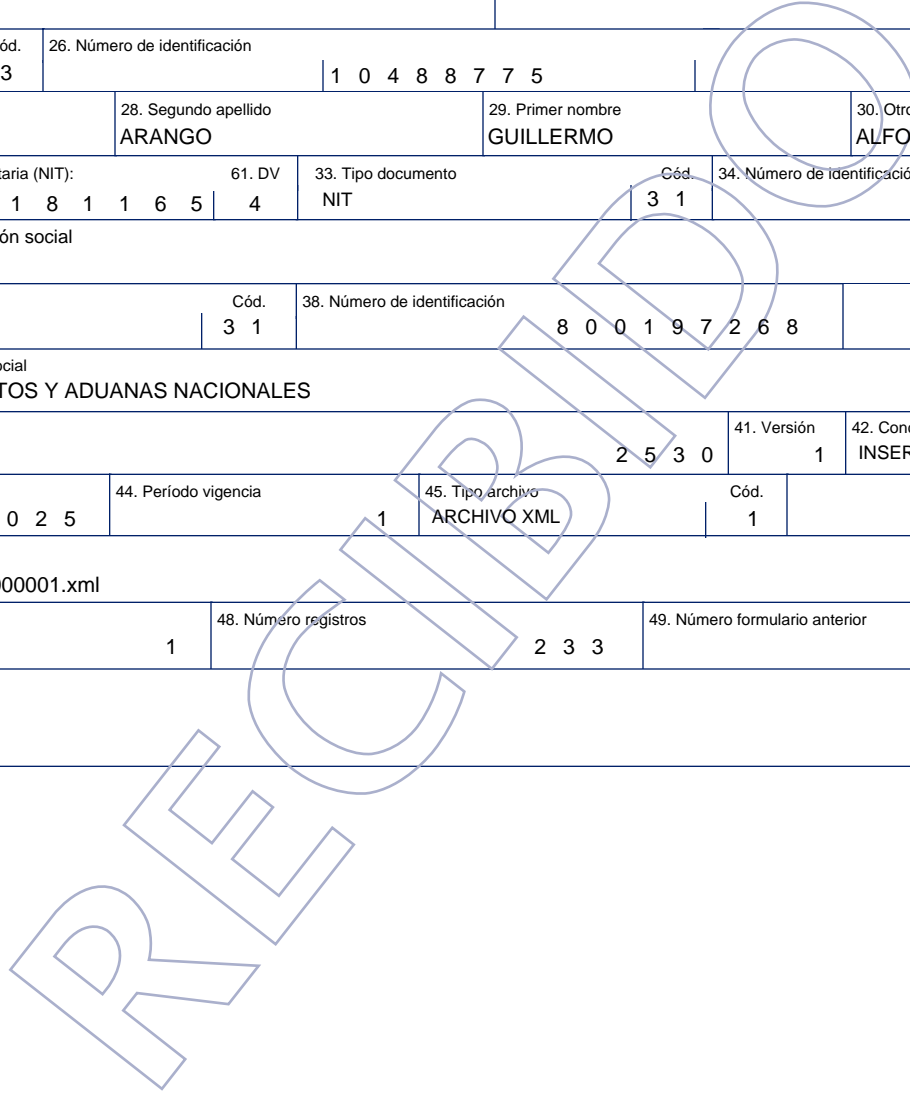 ód. 26. Número de identificación
3 1 0 4 8 8 7 7 5
28. Segundo apellido 29. Primer nombre 30. Otro
ARANGO GUILLERMO ALFO
taria (NIT): 61. DV 33. Tipo documento Cód. 34. Número de identificació
1 8 1 1 6 5 4 NIT 3 1
ón social
Cód. 38. Número de identificación
3 1 8 0 0 1 9 7 2 6 8
ocial
TOS Y ADUANAS NACIONALES
41. Versión 42. Conc
2 5 3 0 1 INSER
44. Período vigencia 45. Tipo archivo Cód.
0 2 5 1 ARCHIVO XML 1
000001.xml
48. Número registros 49. Número formulario anterior
1 2 3 3
RECIBIDO